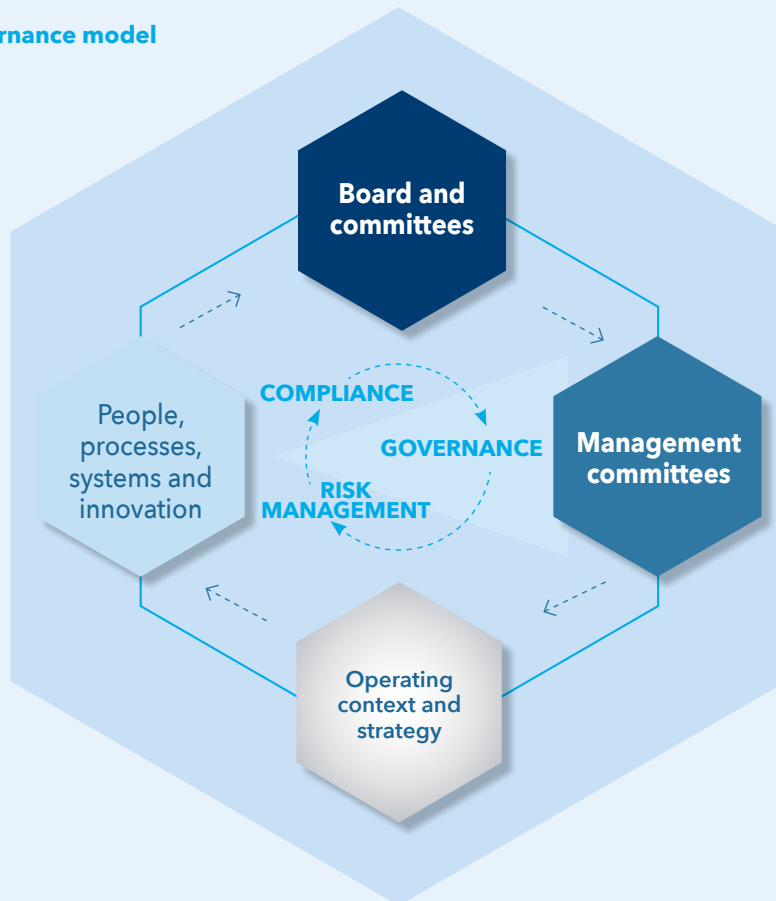 rnance model
Board and
committees
COMPLIANCE
People,
processes,
systems and
innovation
GOVERNANCE
Management
committees
RISK
MANAGEMENT
Operating
context and
strategy